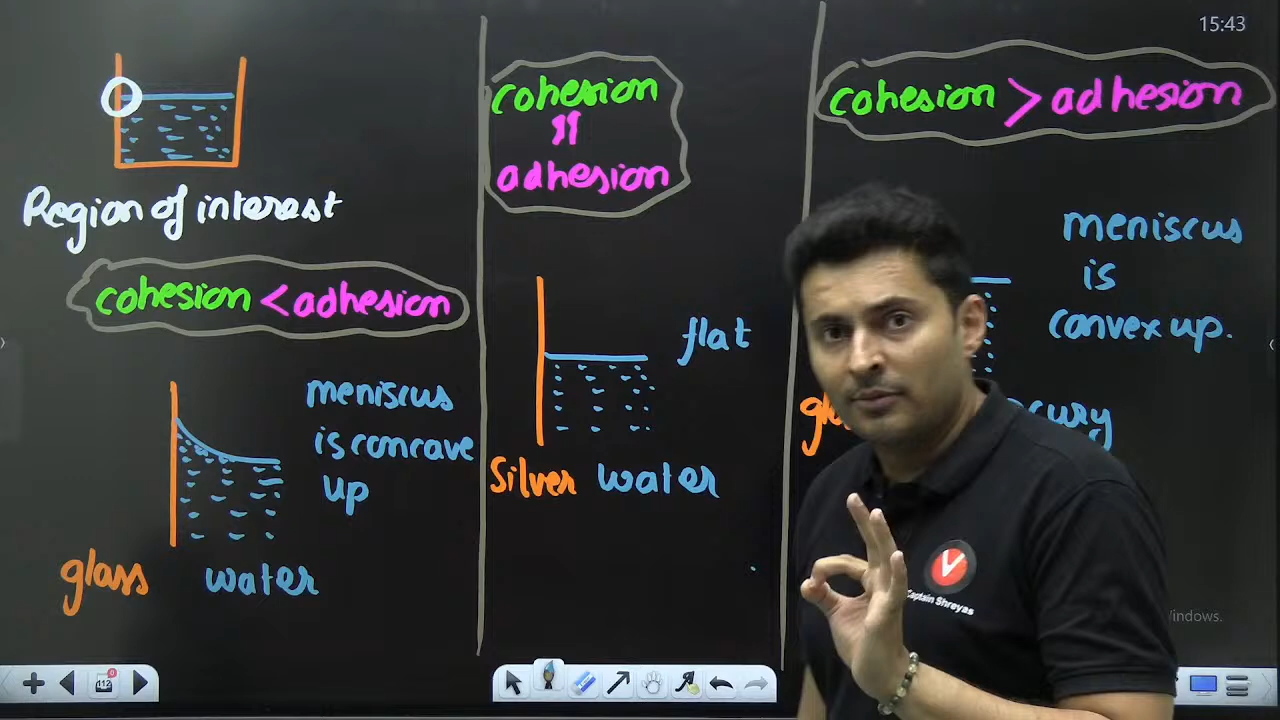 15:43
Region of interest
cohesion < adhesion
meniscus
is concave
up
glass water
cohesion
=
adhesion
flat
Silver water
cohesion > adhesion
meniscus
is
convex up.
V
Captain Shreyas
112